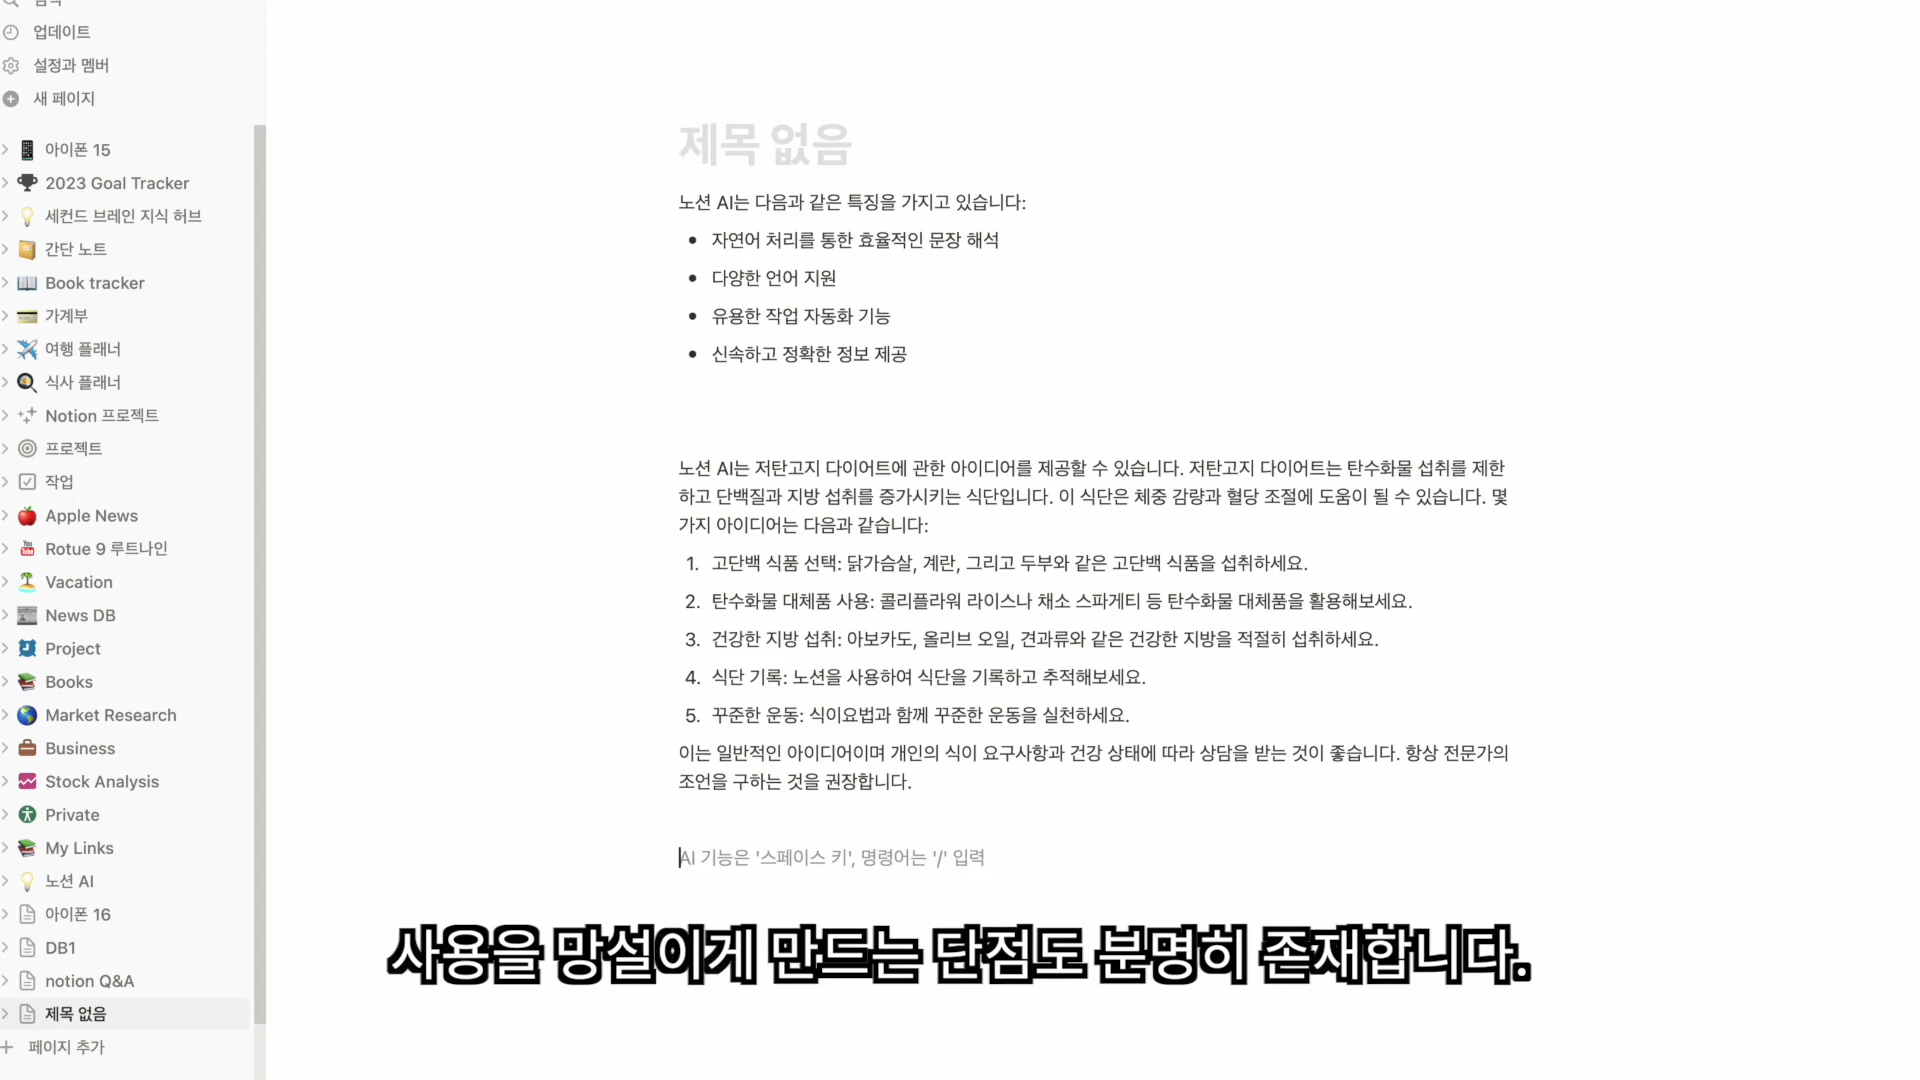 업데이트
설정과 멤버
새 페이지
아이폰 15
2023 Goal Tracker
세컨드 브레인 지식 허브
간단 노트
Book tracker
가계부
여행 플래너
식사 플래너
Notion 프로젝트
프로젝트
작업
Apple News
Rotue 9 루트나인
Vacation
News DB
Project
Books
Market Research
Business
Stock Analysis
Private
My Links
노션 AI
아이폰 16
DB1
notion Q&A
제목 없음
페이지 추가
제목 없음
노션 AI는 다음과 같은 특징을 가지고 있습니다:
• 자연어 처리를 통한 효율적인 문장 해석
• 다양한 언어 지원
• 유용한 작업 자동화 기능
• 신속하고 정확한 정보 제공
노션 AI는 저탄고지 다이어트에 관한 아이디어를 제공할 수 있습니다. 저탄고지 다이어트는 탄수화물 섭취를 제한
하고 단백질과 지방 섭취를 증가시키는 식단입니다. 이 식단은 체중 감량과 혈당 조절에 도움이 될 수 있습니다. 몇
가지 아이디어는 다음과 같습니다:
1. 고단백 식품 선택: 닭가슴살, 계란, 그리고 두부와 같은 고단백 식품을 섭취하세요.
2. 탄수화물 대체품 사용: 콜리플라워 라이스나 채소 스파게티 등 탄수화물 대체품을 활용해보세요.
3. 건강한 지방 섭취: 아보카도, 올리브 오일, 견과류와 같은 건강한 지방을 적절히 섭취하세요.
4. 식단 기록: 노션을 사용하여 식단을 기록하고 추적해보세요.
5. 꾸준한 운동: 식이요법과 함께 꾸준한 운동을 실천하세요.
이는 일반적인 아이디어이며 개인의 식이 요구사항과 건강 상태에 따라 상담을 받는 것이 좋습니다. 항상 전문가의
조언을 구하는 것을 권장합니다.
AI 기능은 '스페이스 키', 명령어는 '/' 입력
사용을 망설이게 만드는 단점도 분명히 존재합니다.